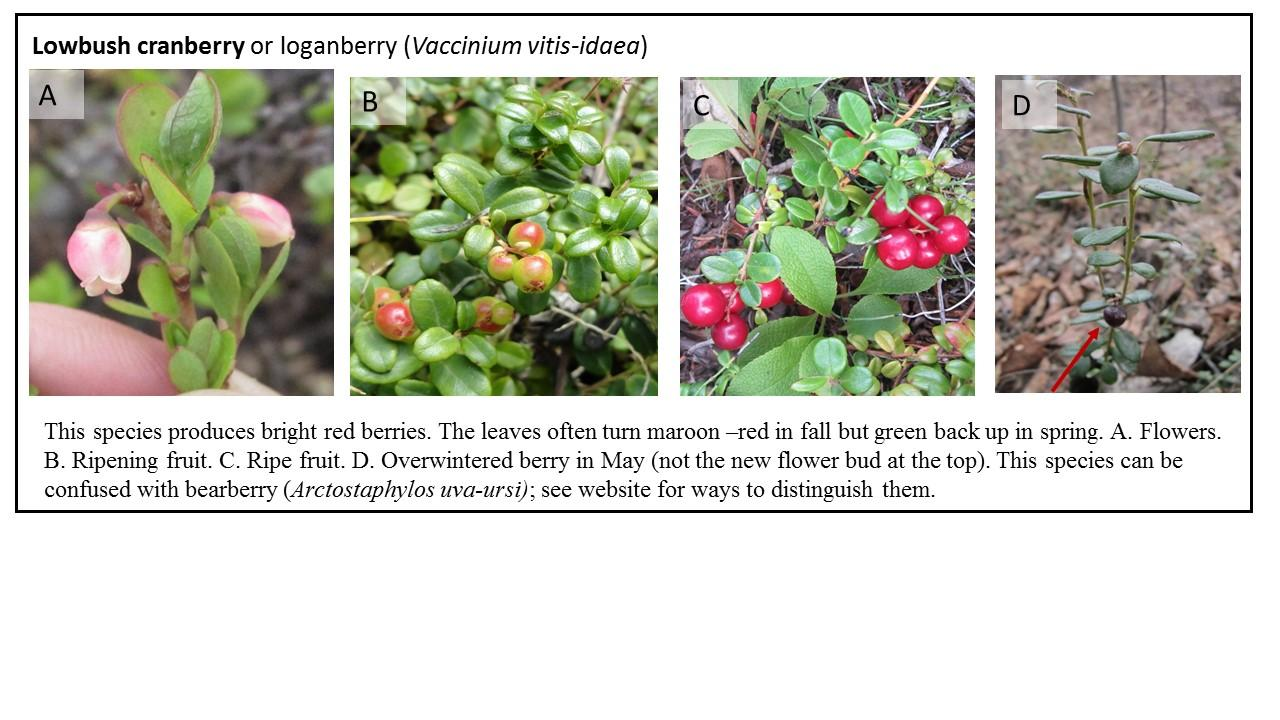 Lowbush cranberry or loganberry (Vaccinium vitis-idaea)
A
B
C
D
This species produces bright red berries. The leaves often turn maroon –red in fall but green back up in spring. A. Flowers.
B. Ripening fruit. C. Ripe fruit. D. Overwintered berry in May (not the new flower bud at the top). This species can be
confused with bearberry (Arctostaphylos uva-ursi); see website for ways to distinguish them.